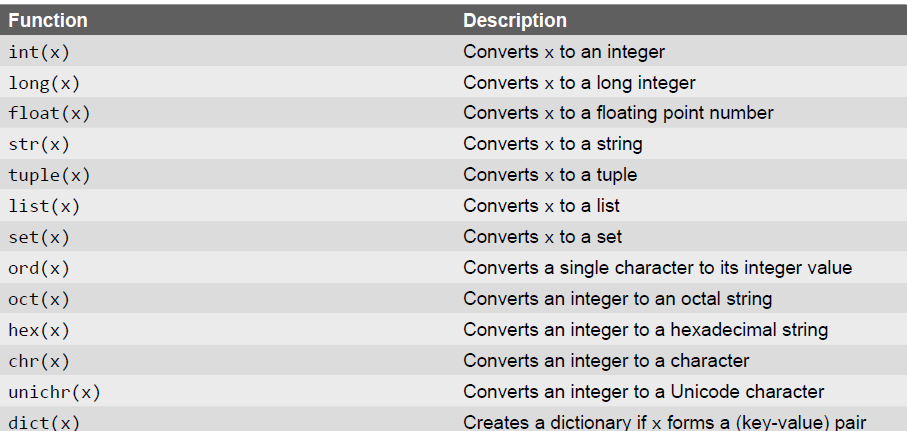 Function Description
int(x) Converts x to an integer
long(x) Converts x to a long integer
float(x) Converts x to a floating point number
str(x) Converts x to a string
tuple(x) Converts x to a tuple
list(x) Converts x to a list
set(x) Converts x to a set
ord(x) Converts a single character to its integer value
oct(x) Converts an integer to an octal string
hex(x) Converts an integer to a hexadecimal string
chr(x) Converts an integer to a character
unichr(x) Converts an integer to a Unicode character
dict(x) Creates a dictionary if x forms a (key-value) pair